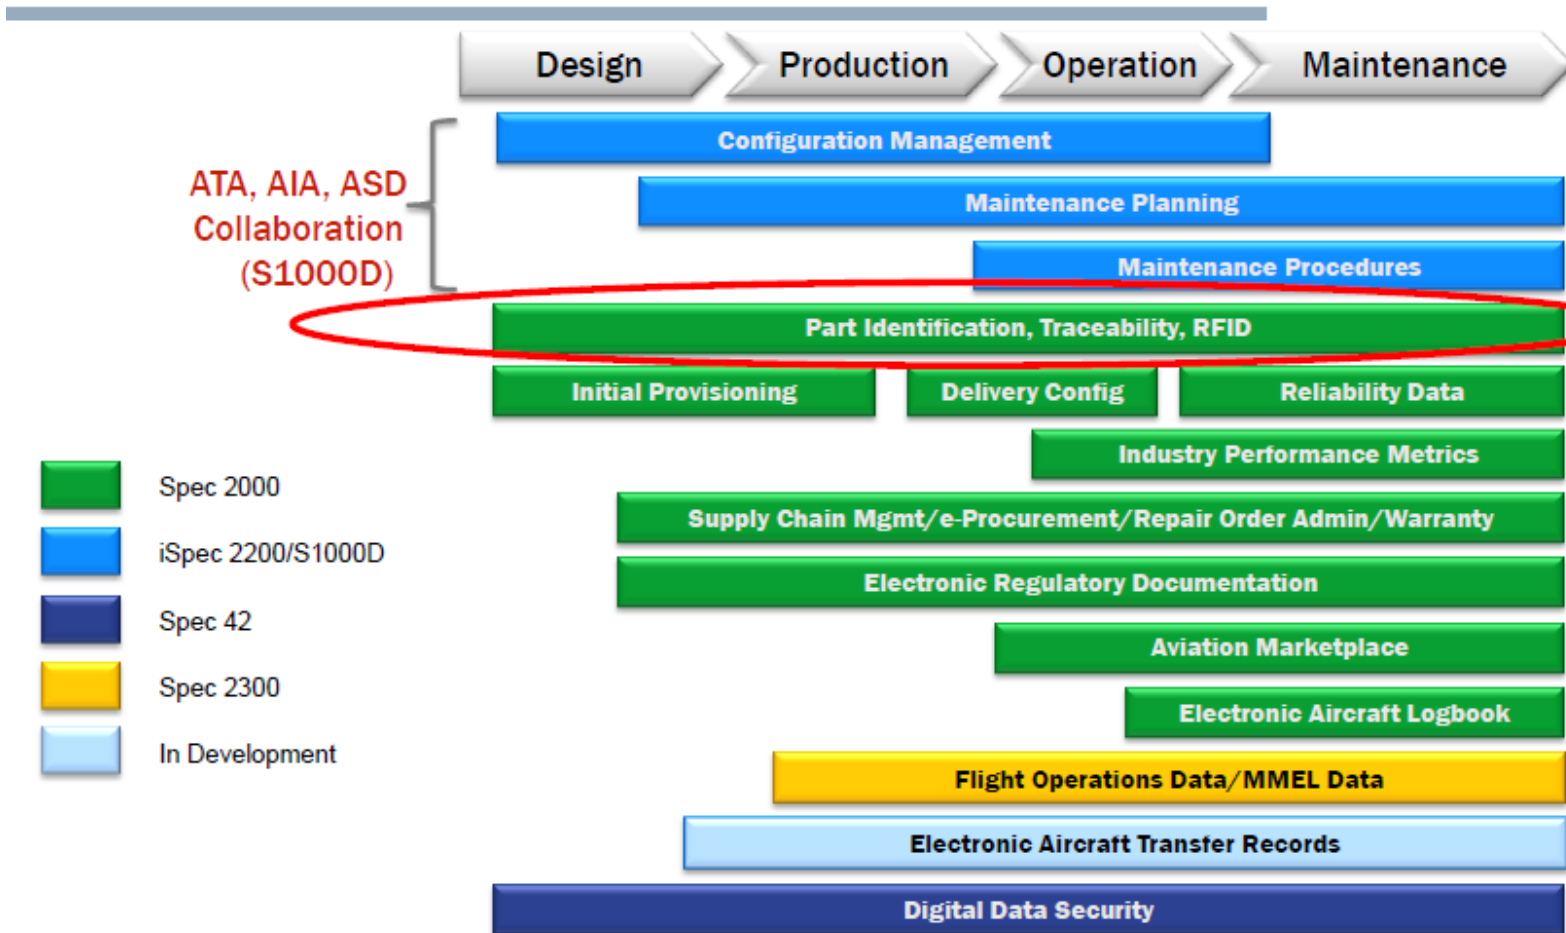 Design
Production
Operation
Maintenance
Configuration Management
ATA, AIA, ASD
Collaboration
(S1000D)
Maintenance Planning
Maintenance Procedures
Part Identification, Traceability, RFID
Initial Provisioning
Delivery Config
Reliability Data
Industry Performance Metrics
Supply Chain Mgmt/e-Procurement/Repair Order Admin/Warranty
Electronic Regulatory Documentation
Aviation Marketplace
Electronic Aircraft Logbook
Flight Operations Data/MMEL Data
Electronic Aircraft Transfer Records
Digital Data Security
Spec 2000
iSpec 2200/S1000D
Spec 42
Spec 2300
In Development